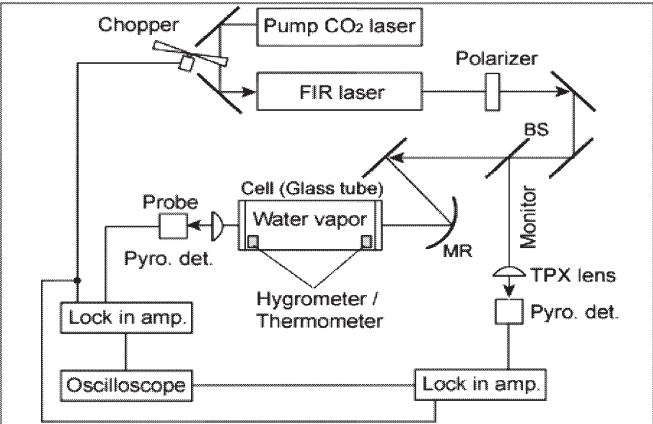 Chopper
Pump CO₂ laser
Polarizer
FIR laser
BS
Cell (Glass tube)
Probe
Water vapor
Monitor
MR
Pyro. det.
TPX lens
Hygrometer /
Thermometer
Pyro. det.
Lock in amp.
Oscilloscope
Lock in amp.